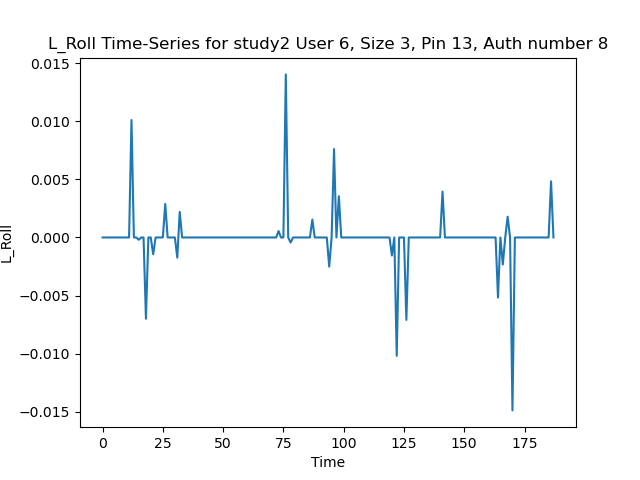 L_Roll Time-Series for study2 User 6, Size 3, Pin 13, Auth number 8
0.015
0.010
0.005
0.000
−0.005
−0.010
−0.015
L_Roll
0 25 50 75 100 125 150 175
Time